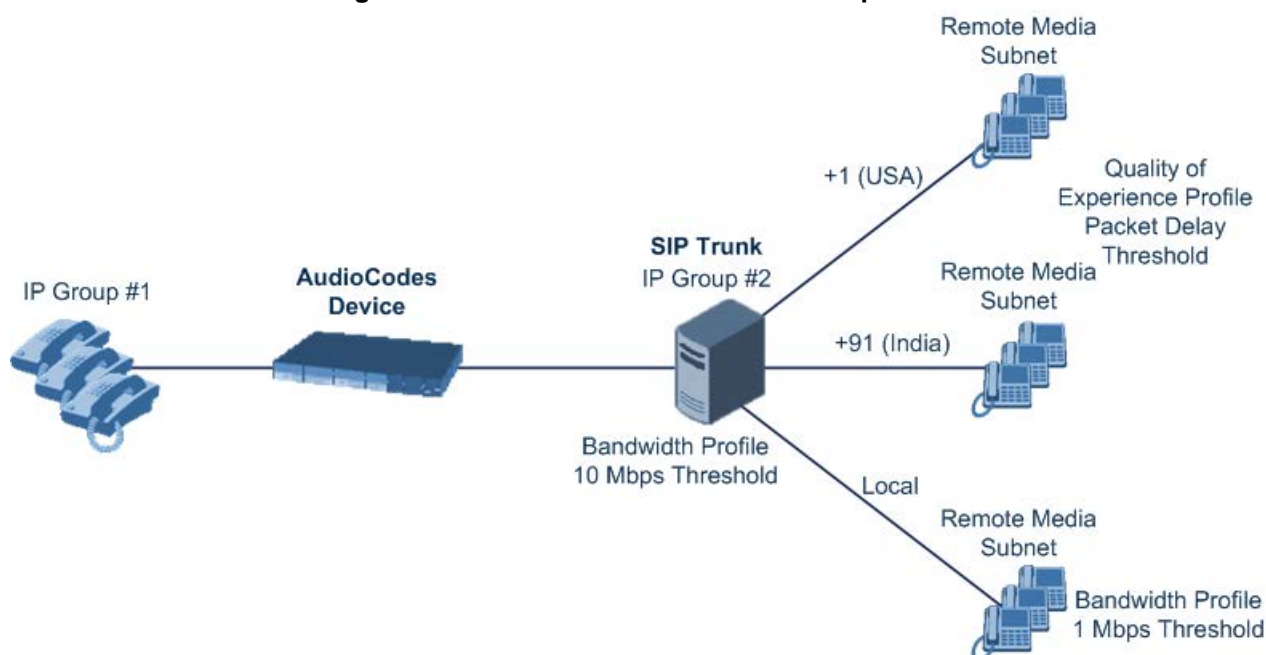 Remote Media
Subnet
+1 (USA)
Quality of
Experience Profile
Packet Delay
Threshold
SIP Trunk
IP Group #2
AudioCodes
Device
IP Group #1
Remote Media
Subnet
+91 (India)
Bandwidth Profile
10 Mbps Threshold
Local
Remote Media
Subnet
Bandwidth Profile
1 Mbps Threshold